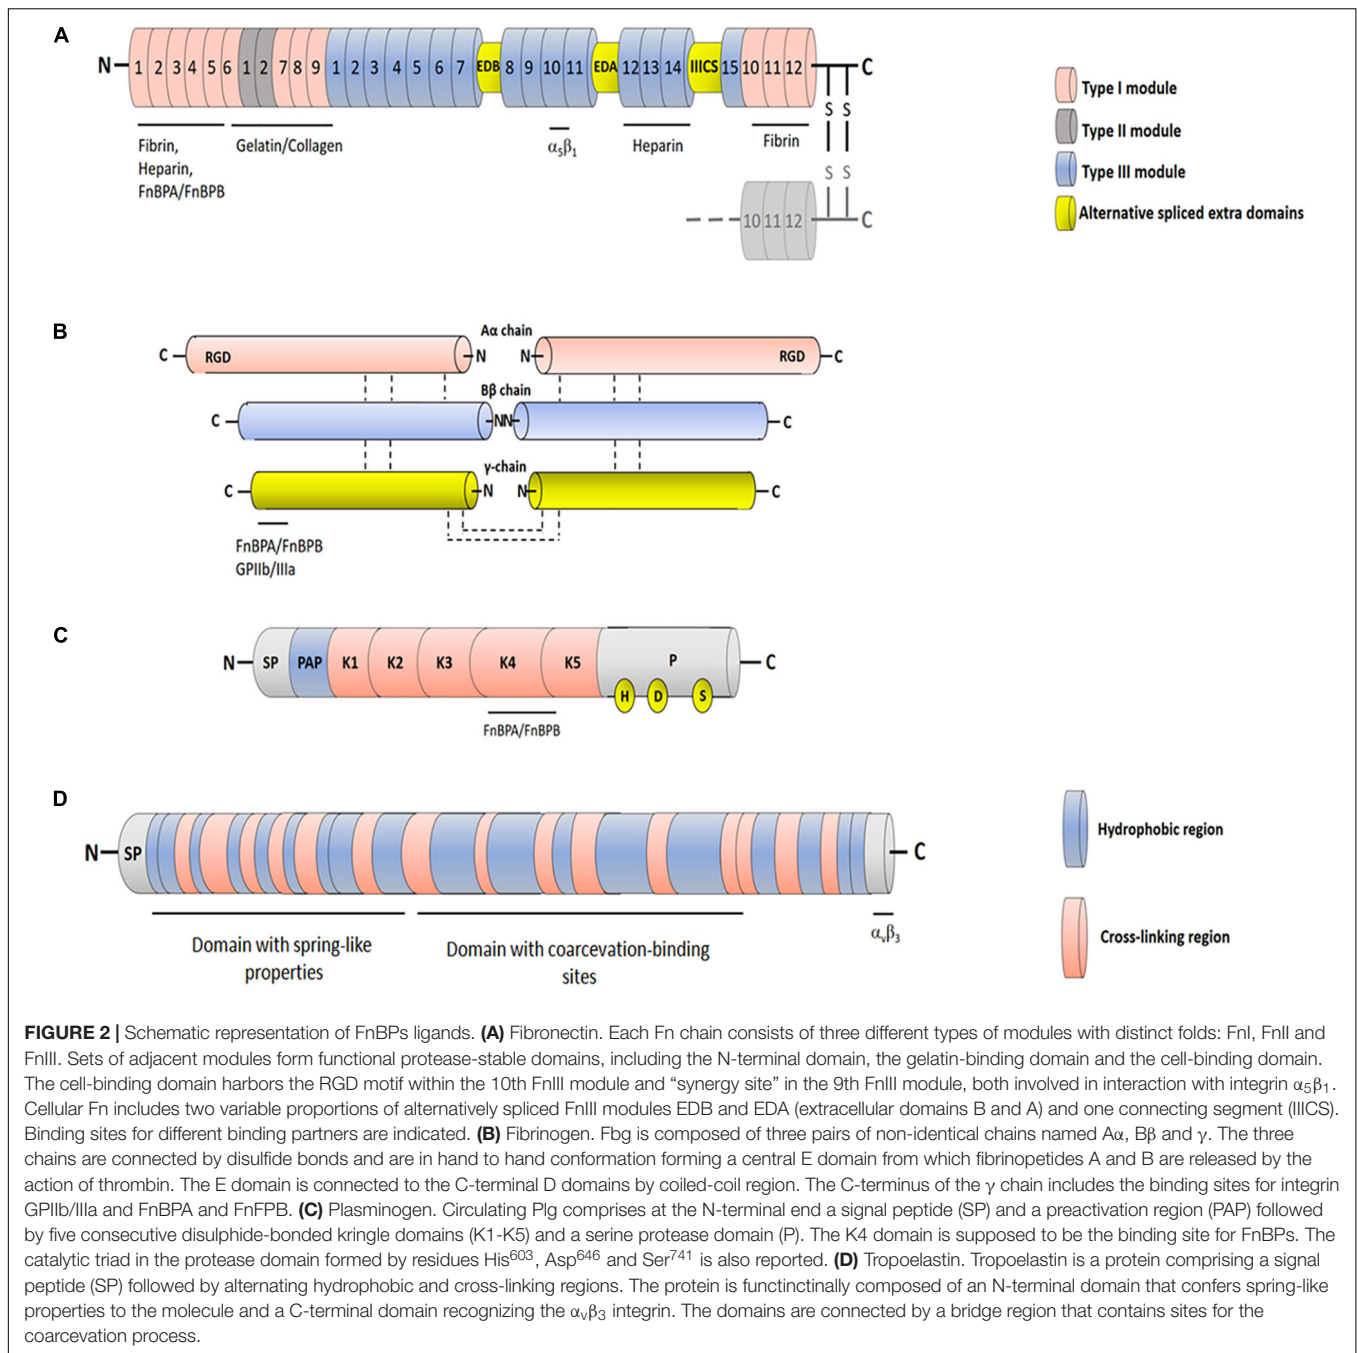 A
N
1 2 3 4 5 6 1 2 7 8 9 1 2 3 4 5 6 7 EDB 8 9 10 11 EDA 12 13 14 IIICS 15 10 11 12
C
S S
S S
Fibrin,
Heparin,
FnBPA/FnBPB
Gelatin/Collagen
α5β1
Heparin
Fibrin
10 11 12
C
Type I module
Type II module
Type III module
Alternative spliced extra domains
B
Aα chain
C RGD N N RGD C
Bβ chain
C N N C
γ-chain
C N N C
FnBPA/FnBPB
GPIIb/IIIa
C
N SP PAP K1 K2 K3 K4 K5 P C
H D S
FnBPA/FnBPB
D
N SP C
Domain with spring-like
properties
Domain with coarcevation-binding
sites
αvβ3
Hydrophobic region
Cross-linking region
FIGURE 2 | Schematic representation of FnBPs ligands. (A) Fibronectin. Each Fn chain consists of three different types of modules with distinct folds: FnI, FnII and
FnIII. Sets of adjacent modules form functional protease-stable domains, including the N-terminal domain, the gelatin-binding domain and the cell-binding domain.
The cell-binding domain harbors the RGD motif within the 10th FnIII module and “synergy site” in the 9th FnIII module, both involved in interaction with integrin α5β1.
Cellular Fn includes two variable proportions of alternatively spliced FnIII modules EDB and EDA (extracellular domains B and A) and one connecting segment (IIICS).
Binding sites for different binding partners are indicated. (B) Fibrinogen. Fbg is composed of three pairs of non-identical chains named Aα, Bβ and γ. The three
chains are connected by disulfide bonds and are in hand to hand conformation forming a central E domain from which fibrinopetides A and B are released by the
action of thrombin. The E domain is connected to the C-terminal D domains by coiled-coil region. The C-terminus of the γ chain includes the binding sites for integrin
GPIIb/IIIa and FnBPA and FnFPB. (C) Plasminogen. Circulating Plg comprises at the N-terminal end a signal peptide (SP) and a preactivation region (PAP) followed
by five consecutive disulphide-bonded kringle domains (K1-K5) and a serine protease domain (P). The K4 domain is supposed to be the binding site for FnBPs. The
catalytic triad in the protease domain formed by residues His603, Asp646 and Ser741 is also reported. (D) Tropoelastin. Tropoelastin is a protein comprising a signal
peptide (SP) followed by alternating hydrophobic and cross-linking regions. The protein is functinctinally composed of an N-terminal domain that confers spring-like
properties to the molecule and a C-terminal domain recognizing the αvβ3 integrin. The domains are connected by a bridge region that contains sites for the
coarcevation process.